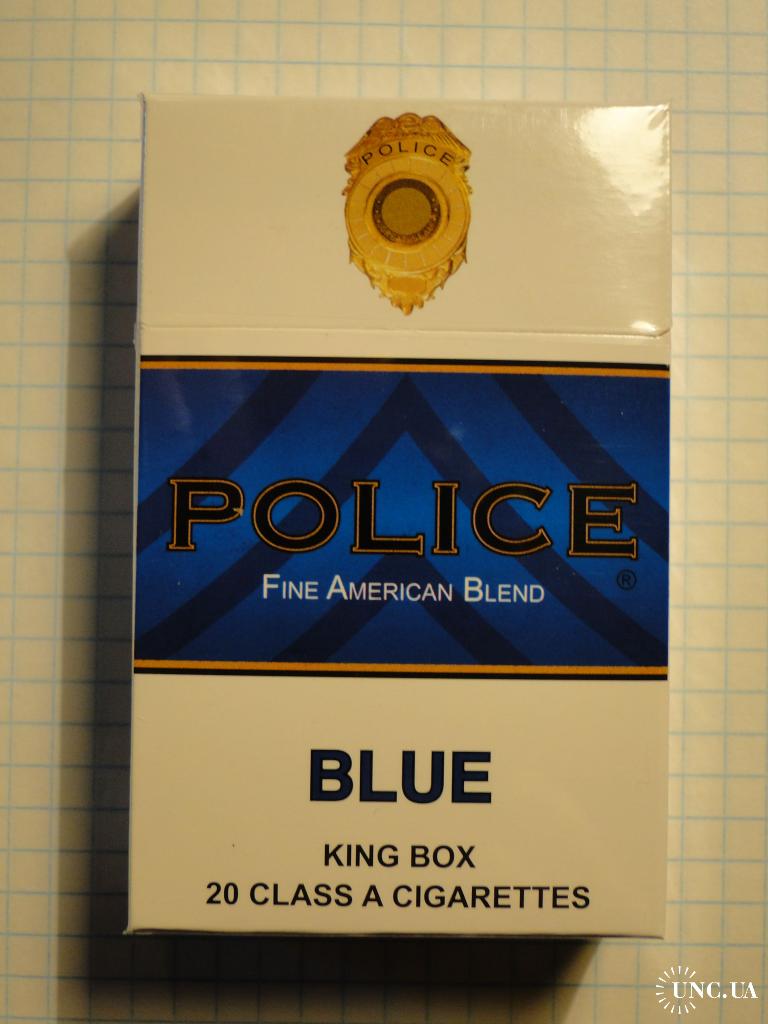 POLICE
POLICE
®
FINE AMERICAN BLEND
BLUE
KING BOX
20 CLASS A CIGARETTES
UNC.UA